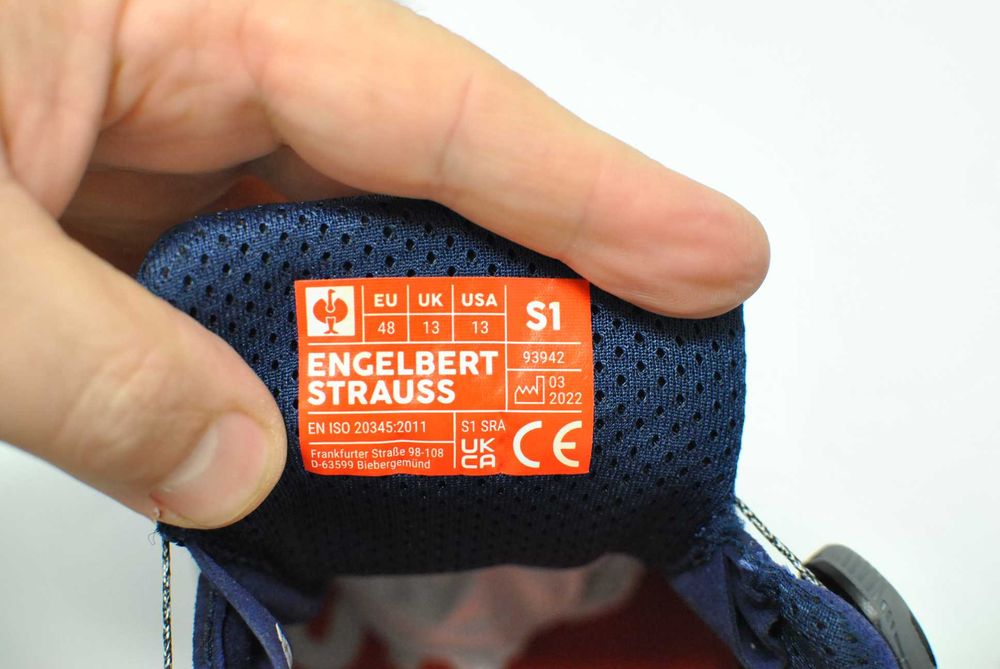 EU UK USA S1
48 13 13
ENGELBERT
STRAUSS
93942
03
2022
EN ISO 20345:2011
S1 SRA
Frankfurter Straße 98-108
D-63599 Biebergemünd
UK
CA
CE